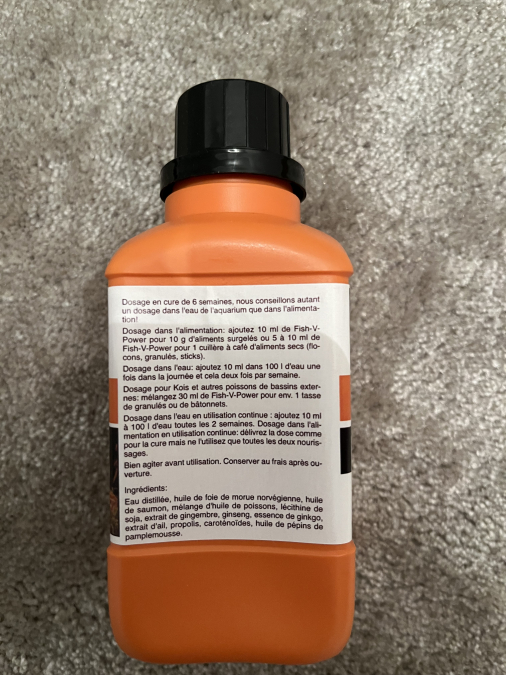 Dosage en cure de 6 semaines, nous conseillons autant
un dosage dans l'eau de l'aquarium que dans l'alimenta-
tion!
Dosage dans l'alimentation: ajoutez 10 ml de Fish-V-
Power pour 10 g d'aliments surgelés ou 5 à 10 ml de
Fish-V-Power pour 1 cuillère à café d'aliments secs (flo-
cons, granulés, sticks).
Dosage dans l'eau: ajoutez 10 ml dans 100 l d'eau une
fois dans la journée et cela deux fois par semaine.
Dosage pour Kois et autres poissons de bassins exter-
nes: mélangez 30 ml de Fish-V-Power pour env. 1 tasse
de granulés ou de bâtonnets.
Dosage dans l'eau en utilisation continue : ajoutez 10 ml
à 100 l d'eau toutes les 2 semaines. Dosage dans l'ali-
mentation en utilisation continue: délivrez la dose comme
pour la cure mais ne l'utilisez que toutes les deux nouris-
sages.
Bien agiter avant utilisation. Conserver au frais après ou-
verture.
Ingrédients:
Eau distillée, huile de foie de morue norvégienne, huile
de saumon, mélange d'huile de poissons, lécithine de
soja, extrait de gingembre, ginseng, essence de ginkgo,
extrait d'ail, propolis, caroténoïdes, huile de pépins de
pamplemousse.